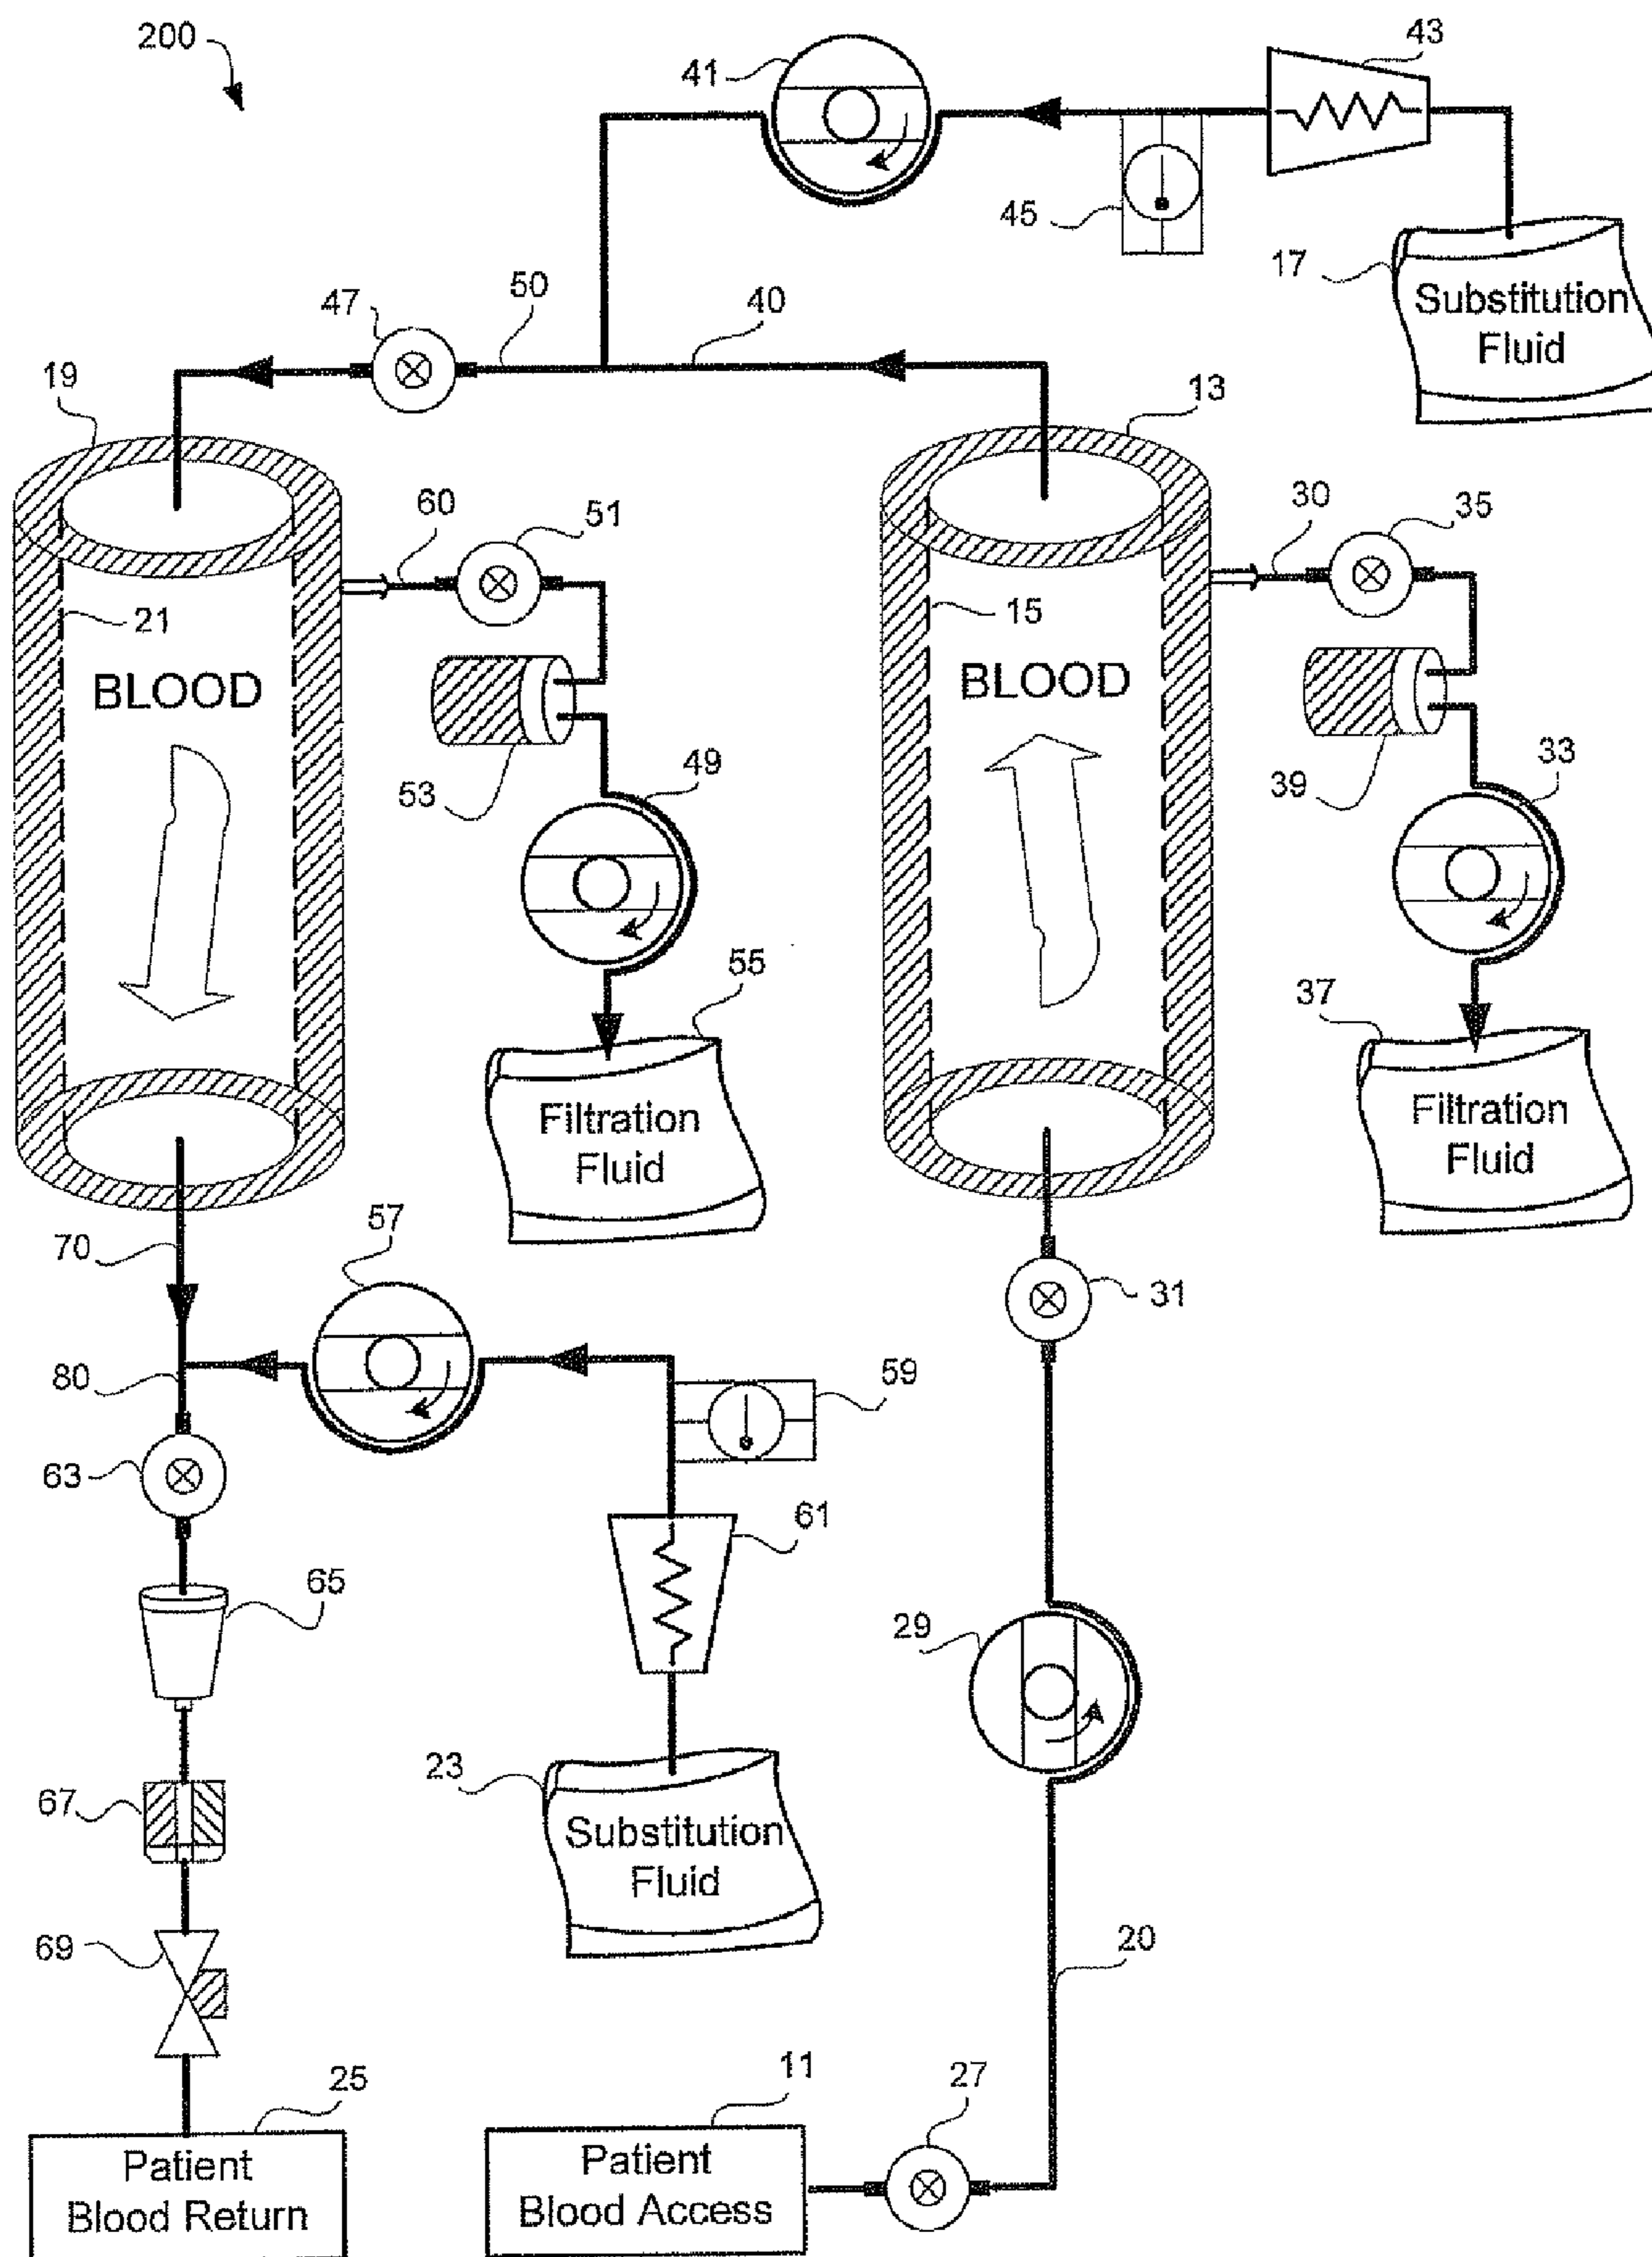 200
41
43
45
17
Substitution
Fluid
47
50
40
19
13
60
51
30
35
21
15
BLOOD
BLOOD
53
49
39
33
55
37
Filtration
Fluid
Filtration
Fluid
70
57
31
80
59
63
61
65
29
23
67
Substitution
Fluid
69
20
25
11
27
Patient
Blood Return
Patient
Blood Access